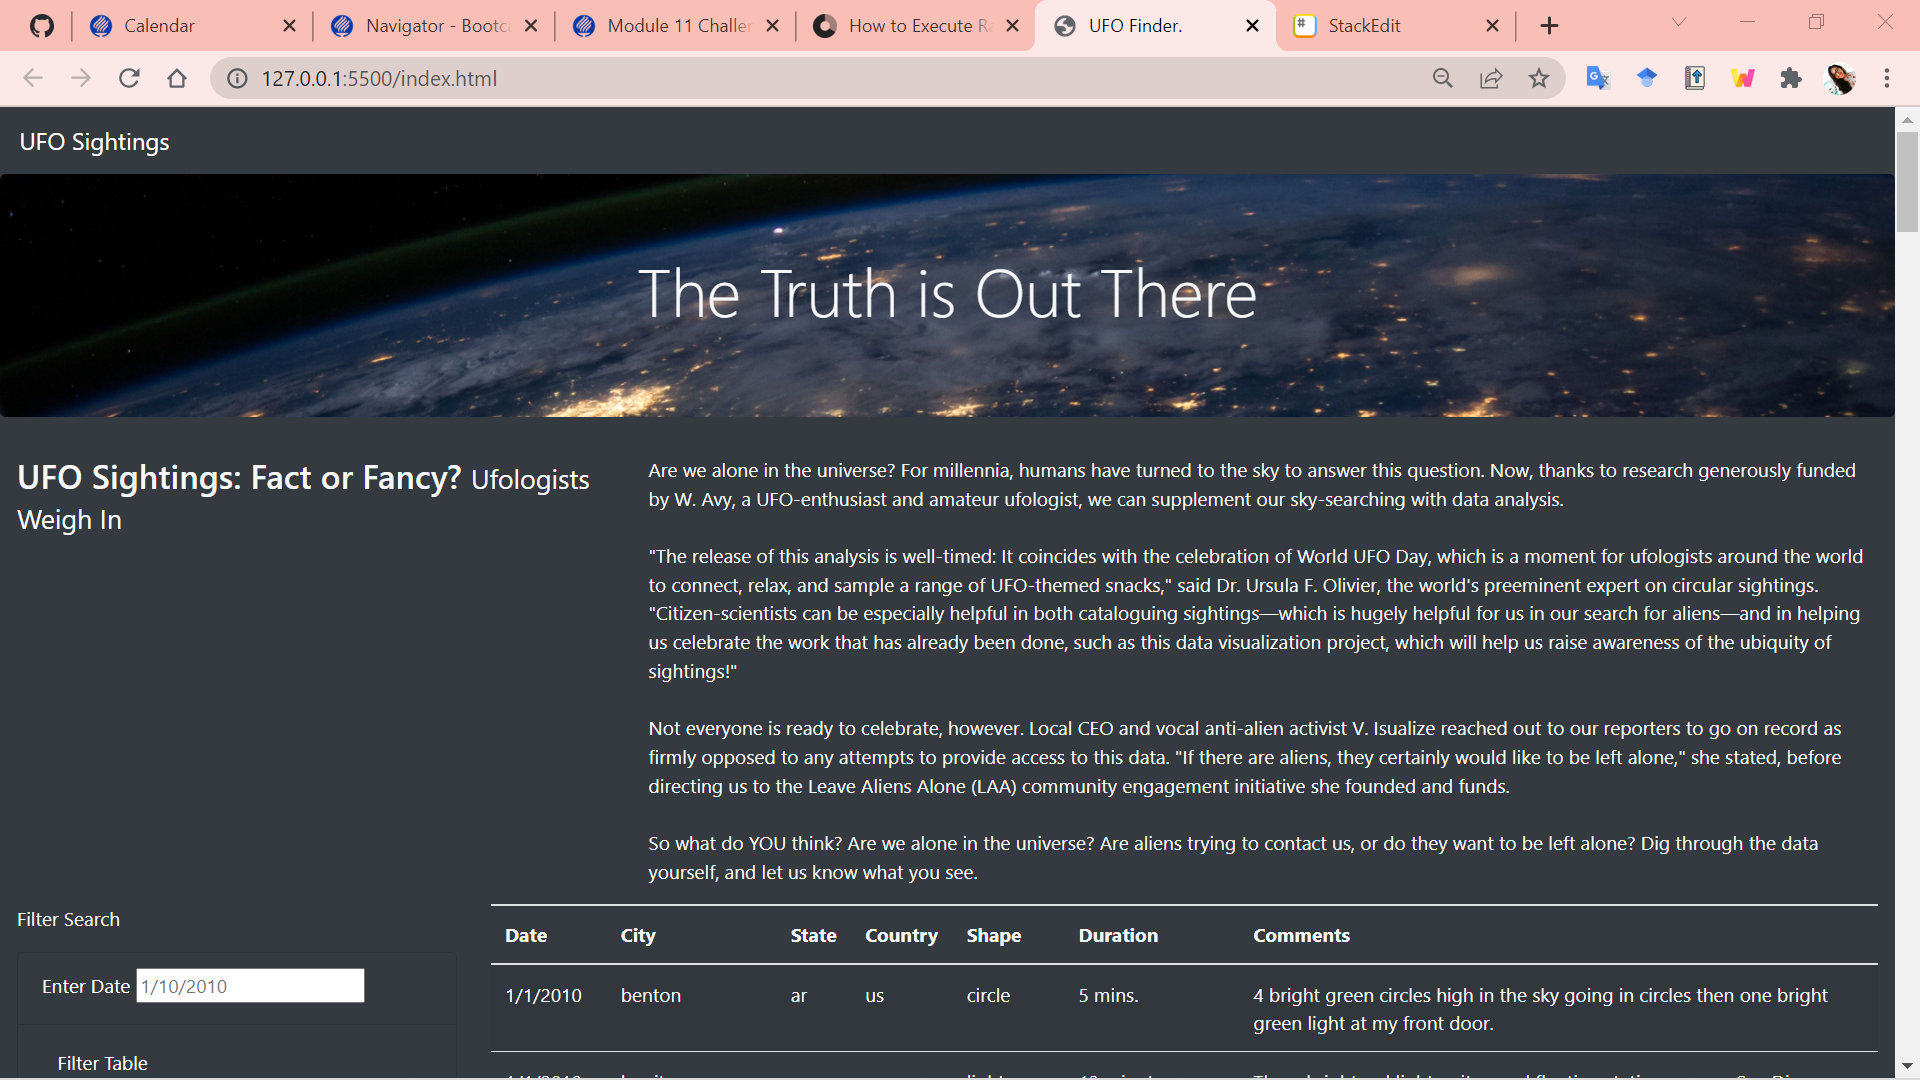 Calendar
Navigator - Bootca
Module 11 Challen
How to Execute Ra
UFO Finder.
# StackEdit
127.0.0.1:5500/index.html
UFO Sightings
The Truth is Out There
UFO Sightings: Fact or Fancy? Ufologists
Weigh In
Are we alone in the universe? For millennia, humans have turned to the sky to answer this question. Now, thanks to research generously funded
by W. Avy, a UFO-enthusiast and amateur ufologist, we can supplement our sky-searching with data analysis.
"The release of this analysis is well-timed: It coincides with the celebration of World UFO Day, which is a moment for ufologists around the world
to connect, relax, and sample a range of UFO-themed snacks," said Dr. Ursula F. Olivier, the world's preeminent expert on circular sightings.
"Citizen-scientists can be especially helpful in both cataloguing sightings—which is hugely helpful for us in our search for aliens—and in helping
us celebrate the work that has already been done, such as this data visualization project, which will help us raise awareness of the ubiquity of
sightings!"
Not everyone is ready to celebrate, however. Local CEO and vocal anti-alien activist V. Isualize reached out to our reporters to go on record as
firmly opposed to any attempts to provide access to this data. "If there are aliens, they certainly would like to be left alone," she stated, before
directing us to the Leave Aliens Alone (LAA) community engagement initiative she founded and funds.
So what do YOU think? Are we alone in the universe? Are aliens trying to contact us, or do they want to be left alone? Dig through the data
yourself, and let us know what you see.
Filter Search
Enter Date 1/10/2010
Filter Table
Date City State Country Shape Duration Comments
1/1/2010 benton ar us circle 5 mins. 4 bright green circles high in the sky going in circles then one bright
green light at my front door.